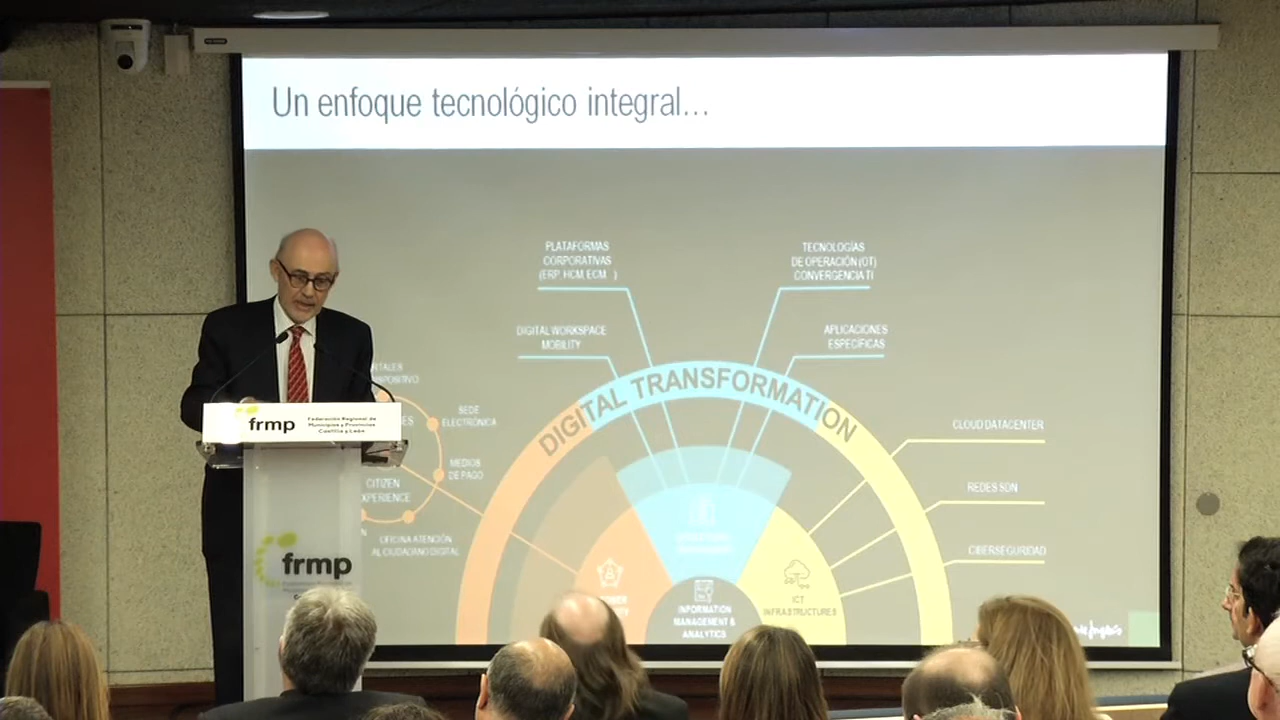 Un enfoque tecnológico integral...
PLATAFORMAS
CORPORATIVAS
(ERP, HCM, ECM...)
TECNOLOGÍAS
DE OPERACIÓN (OT)
CONVERGENCIA TI
DIGITAL WORKSPACE
MOBILITY
APLICACIONES
ESPECÍFICAS
DIGITAL TRANSFORMATION
SEDE
ELECTRÓNICA
MEDIOS
DE PAGO
CITIZEN
OFICINA ATENCIÓN
AL CIUDADANO DIGITAL
CLOUD DATACENTER
REDES SDN
CIBERSEGURIDAD
ICT
INFRAESTRUCTURES
INFORMATION
MANAGEMENT &
ANALYTICS
frmp
Federación Regional de
Municipios y Provincias
Castilla y León
frmp